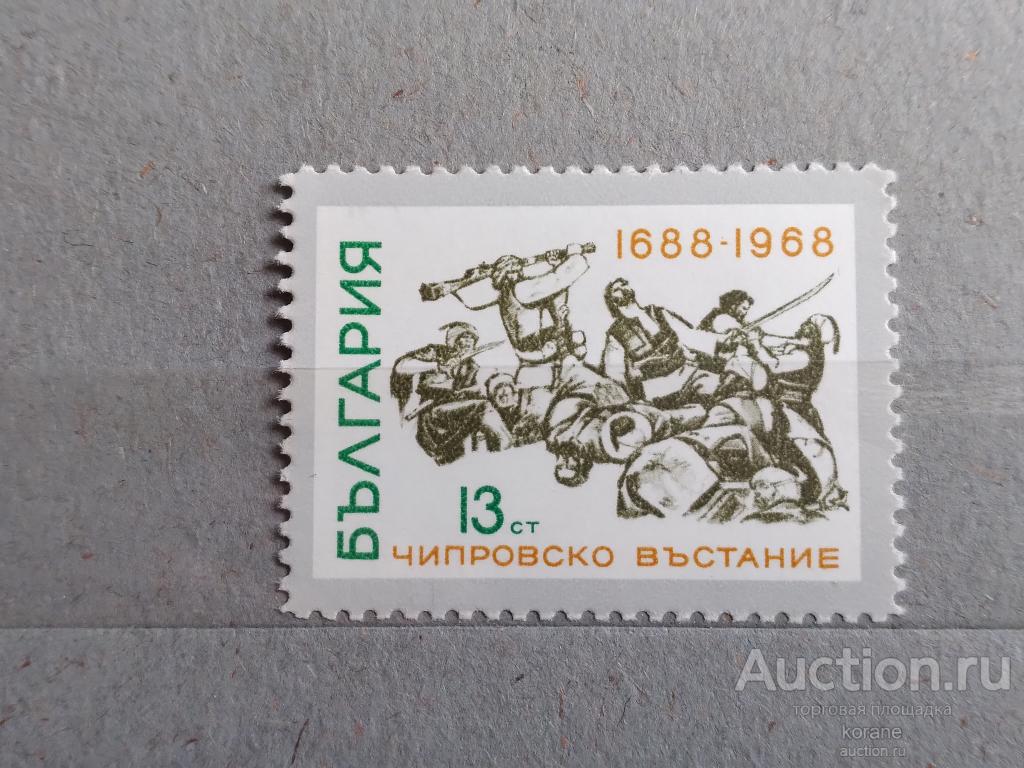 БЪЛГАРИЯ
1688-1968
13 СТ
ЧИПРОВСКО ВЪСТАНИЕ
Auction.ru
торговая площадка
korane
auction.ru